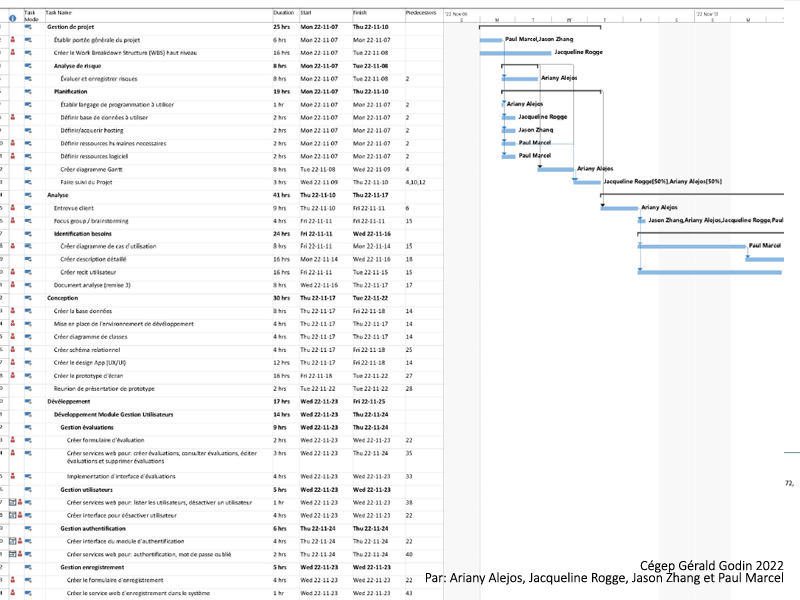 Task Mode Task Name Duration Start Finish Predecessors '22 Nov 06 '22 Nov 13
S M T W T F S S M T
Gestion de projet 25 hrs Mon 22-11-07 Thu 22-11-10
Établir portée générale du projet 6 hrs Mon 22-11-07 Mon 22-11-07 Paul Marcel,Jason Zhang
Créer le Work Breakdown Structure (WBS) haut niveau 16 hrs Mon 22-11-07 Tue 22-11-08 Jacqueline Rogge
Analyse de risque 8 hrs Mon 22-11-07 Tue 22-11-08
Évaluer et enregistrer risques 8 hrs Mon 22-11-07 Tue 22-11-08 2 Ariany Alejos
Planification 19 hrs Mon 22-11-07 Thu 22-11-10
Établir langage de programmation à utiliser 1 hr Mon 22-11-07 Mon 22-11-07 2 Ariany Alejos
Définir base de données à utiliser 2 hrs Mon 22-11-07 Mon 22-11-07 2 Jacqueline Rogge
Définir/acquerir hosting 2 hrs Mon 22-11-07 Mon 22-11-07 2 Jason Zhang
Définir ressources humaines necessaires 2 hrs Mon 22-11-07 Mon 22-11-07 2 Paul Marcel
Définir ressources logiciel 2 hrs Mon 22-11-07 Mon 22-11-07 2 Paul Marcel
Créer diagramme Gantt 8 hrs Tue 22-11-08 Wed 22-11-09 4 Ariany Alejos
Faire suivi du Projet 3 hrs Wed 22-11-09 Thu 22-11-10 4,10,12 Jacqueline Rogge[50%],Ariany Alejos[50%]
Analyse 41 hrs Thu 22-11-10 Thu 22-11-17
Entrevue client 9 hrs Thu 22-11-10 Thu 22-11-10 6 Ariany Alejos
Focus group / brainstorming 4 hrs Fri 22-11-11 Fri 22-11-11 15 Jason Zhang,Ariany Alejos,Jacqueline Rogge,Paul
Identification besoins 24 hrs Fri 22-11-11 Wed 22-11-16
Créer diagramme de cas d'utilisation 8 hrs Fri 22-11-11 Mon 22-11-14 15 Paul Marcel
Créer description détaillé 16 hrs Mon 22-11-14 Wed 22-11-16 18
Créer recit utilisateur 16 hrs Fri 22-11-11 Tue 22-11-15 15
Document analyse (remise 3) 8 hrs Wed 22-11-16 Thu 22-11-17 17
Conception 30 hrs Thu 22-11-17 Tue 22-11-22
Créer la base données 8 hrs Thu 22-11-17 Fri 22-11-18 14
Mise en place de l'environnement de dévéloppement 4 hrs Thu 22-11-17 Thu 22-11-17 14
Créer diagramme de classes 4 hrs Thu 22-11-17 Thu 22-11-17 14
Créer schéma relationnel 4 hrs Thu 22-11-17 Fri 22-11-18 25
Créer le design App (UX/UI) 12 hrs Thu 22-11-17 Fri 22-11-18 14
Créer le prototype d'écran 16 hrs Fri 22-11-18 Tue 22-11-22 27
Reunion de présentation de prototype 2 hrs Tue 22-11-22 Tue 22-11-22 28
Dévéloppement 17 hrs Wed 22-11-23 Fri 22-11-25
Développement Module Gestion Utilisateurs 14 hrs Wed 22-11-23 Thu 22-11-24
Gestion évaluations 9 hrs Wed 22-11-23 Thu 22-11-24
Créer formulaire d'évaluation 2 hrs Wed 22-11-23 Wed 22-11-23 22
Créer services web pour: créer évaluations, consulter évaluations, éditer 3 hrs Wed 22-11-23 Thu 22-11-24 35
évaluations et supprimer évaluations
Implementation d'interface d'évaluations 4 hrs Wed 22-11-23 Wed 22-11-23 33
72,
Gestion utilisateurs 5 hrs Wed 22-11-23 Wed 22-11-23
Créer services web pour: lister les utilisateurs, désactiver un utilisateur 1 hr Wed 22-11-23 Wed 22-11-23 38
Créer interface pour désactiver utilisateur 4 hrs Wed 22-11-23 Wed 22-11-23 22
Gestion authentification 6 hrs Thu 22-11-24 Thu 22-11-24
Créer interface du module d'authentification 4 hrs Thu 22-11-24 Thu 22-11-24 22
Créer services web pour: authentification, mot de passe oublié 2 hrs Thu 22-11-24 Thu 22-11-24 40
Gestion enregistrement 5 hrs Wed 22-11-23 Wed 22-11-23
Créer le formulaire d'enregistrement 4 hrs Wed 22-11-23 Wed 22-11-23 22
Créer le service web d'enregistrement dans le système 1 hr Wed 22-11-23 Wed 22-11-23 43
Cégep Gérald Godin 2022
Par: Ariany Alejos, Jacqueline Rogge, Jason Zhang et Paul Marcel